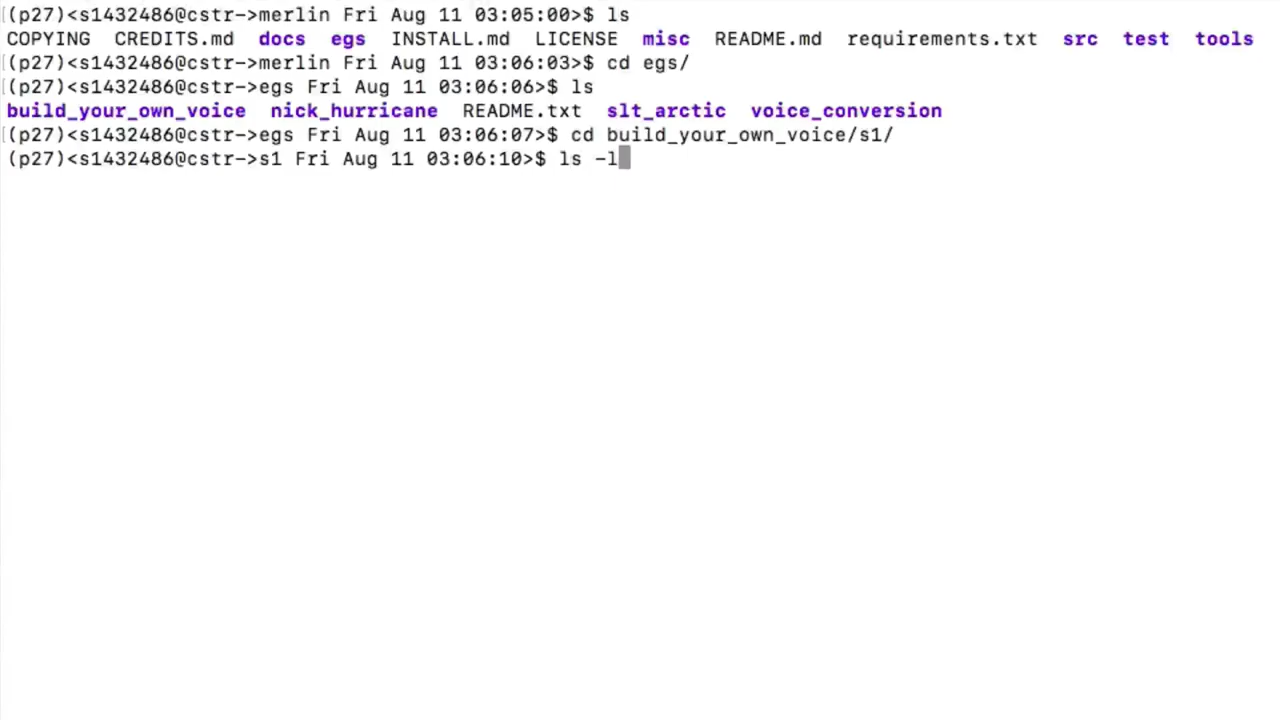 (p27)<s1432486@cstr->merlin Fri Aug 11 03:05:00>$ ls
COPYING CREDITS.md docs egs INSTALL.md LICENSE misc README.md requirements.txt src test tools
(p27)<s1432486@cstr->merlin Fri Aug 11 03:06:03>$ cd egs/
(p27)<s1432486@cstr->egs Fri Aug 11 03:06:06>$ ls
build_your_own_voice nick_hurricane README.txt slt_arctic voice_conversion
(p27)<s1432486@cstr->egs Fri Aug 11 03:06:07>$ cd build_your_own_voice/s1/
(p27)<s1432486@cstr->s1 Fri Aug 11 03:06:10>$ ls -l